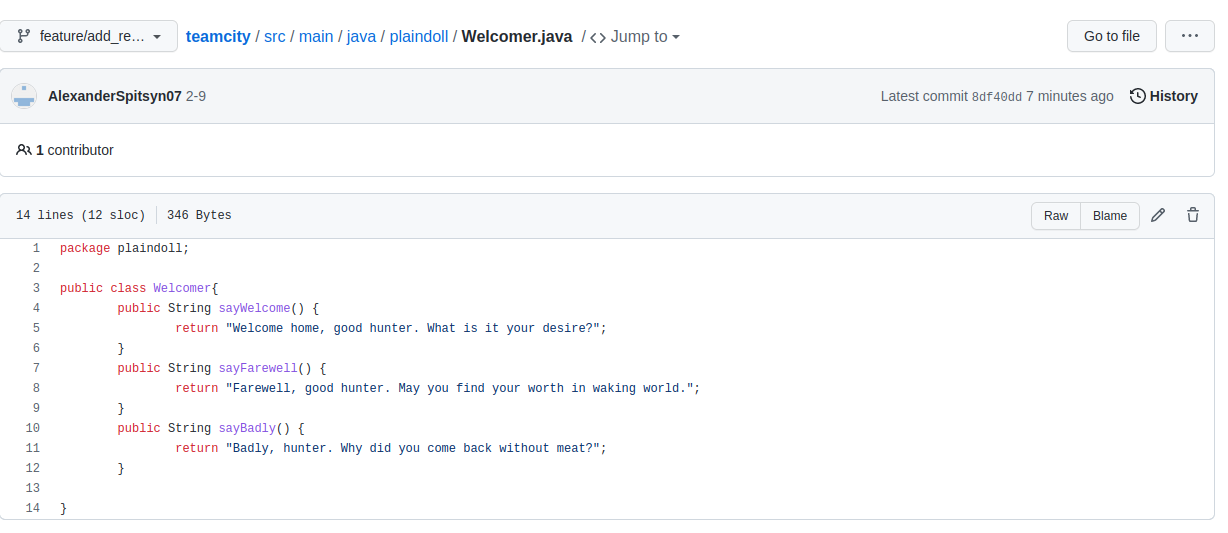 feature/add_re… teamcity / src / main / java / plaindoll / Welcomer.java / <> Jump to Go to file ...
AlexanderSpitsyn07 2-9 Latest commit 8df40dd 7 minutes ago History
1 contributor
14 lines (12 sloc) 346 Bytes Raw Blame
1 package plaindoll;
2
3 public class Welcomer{
4 public String sayWelcome() {
5 return "Welcome home, good hunter. What is it your desire?";
6 }
7 public String sayFarewell() {
8 return "Farewell, good hunter. May you find your worth in waking world.";
9 }
10 public String sayBadly() {
11 return "Badly, hunter. Why did you come back without meat?";
12 }
13
14 }